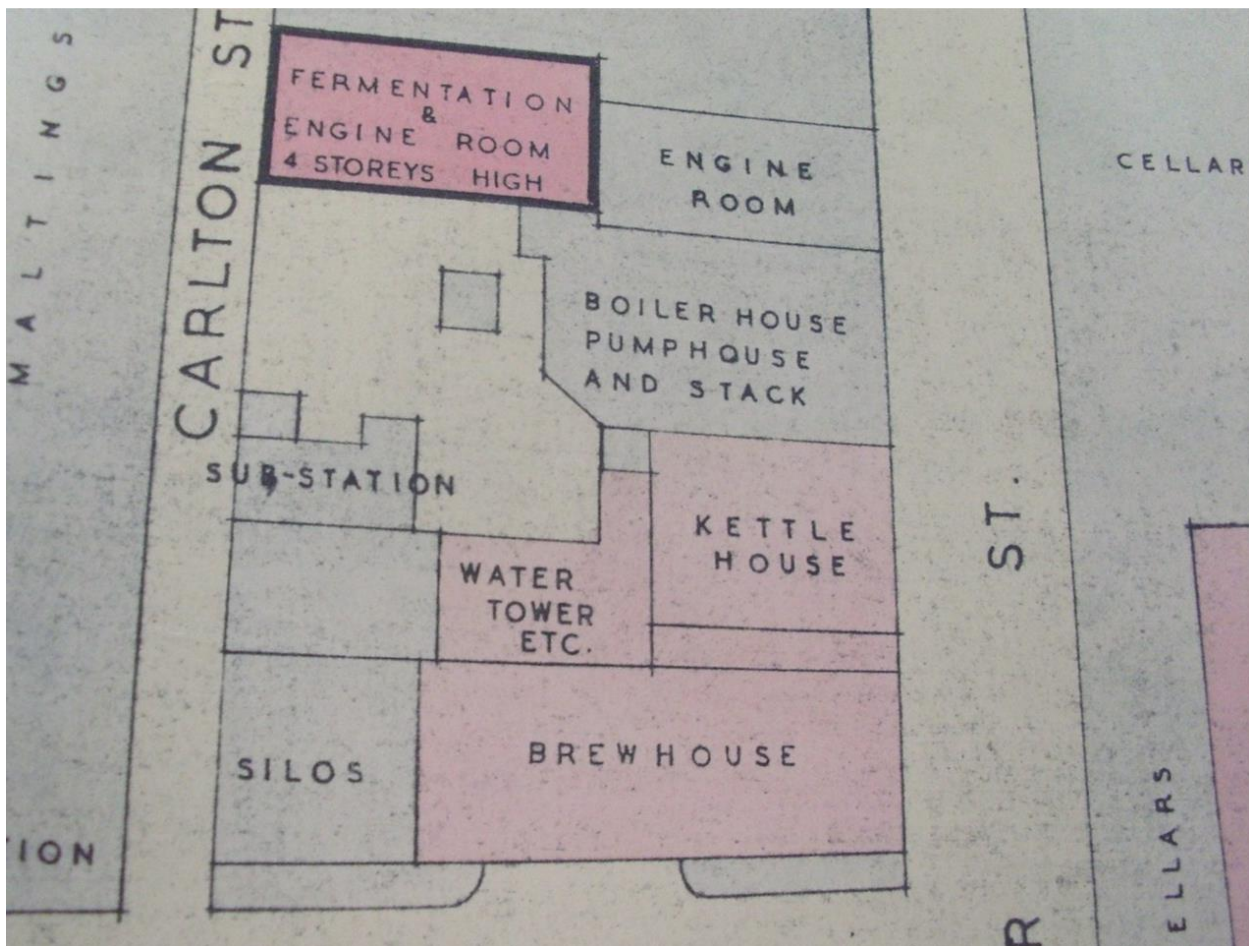 MALTINGS
CARLTON ST
FERMENTATION
&
ENGINE ROOM
4 STOREYS HIGH
ENGINE
ROOM
CELLAR
BOILER HOUSE
PUMPHOUSE
AND STACK
SUB-STATION
KETTLE
HOUSE
ST.
WATER
TOWER
ETC.
BREWHOUSE
SILOS
ION
ELLARS
R